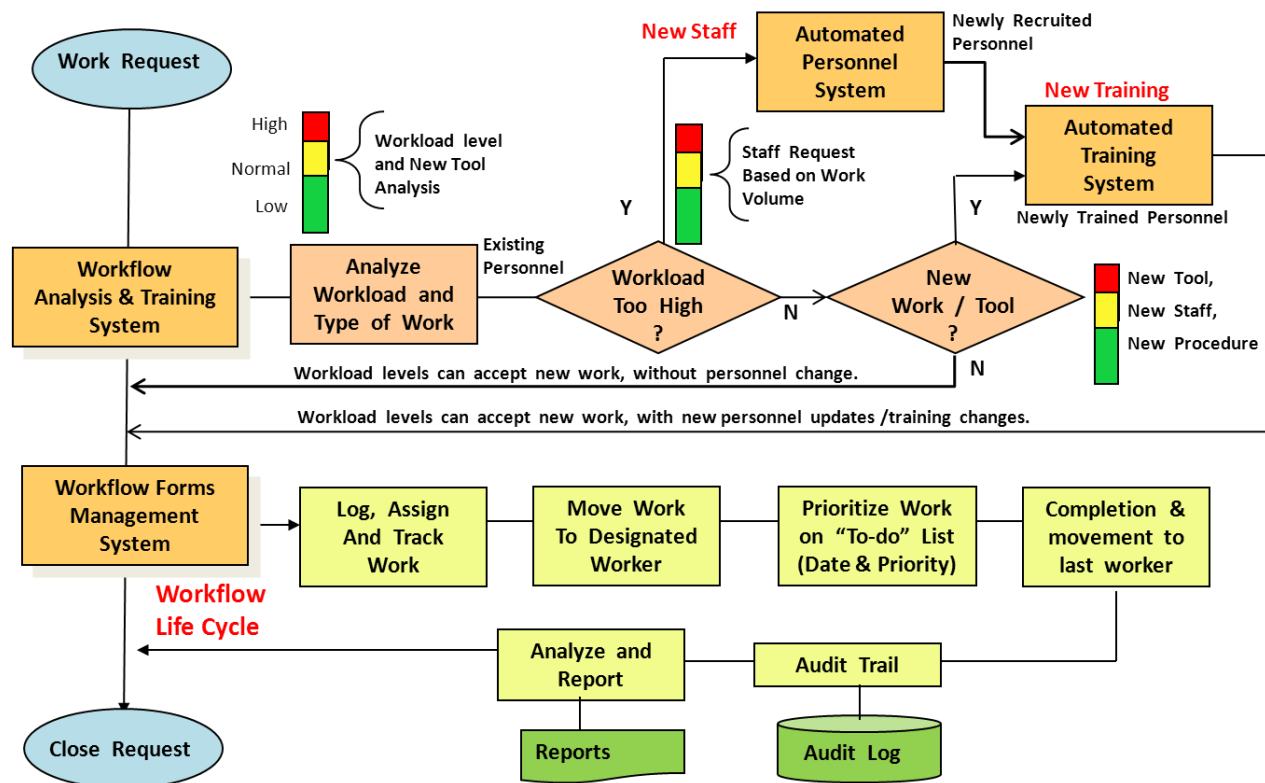 Work Request
High
Normal
Low
Workload level
and New Tool
Analysis
New Staff
Automated
Personnel
System
Newly Recruited
Personnel
New Training
Automated
Training
System
Newly Trained Personnel
Staff Request
Based on Work
Volume
Y
Y
Workflow
Analysis & Training
System
Analyze
Workload and
Type of Work
Existing
Personnel
Workload
Too High
?
N
New
Work / Tool
?
N
New Tool,
New Staff,
New Procedure
Workload levels can accept new work, without personnel change.
Workload levels can accept new work, with new personnel updates /training changes.
Workflow Forms
Management
System
Log, Assign
And Track
Work
Move Work
To Designated
Worker
Prioritize Work
on “To-do” List
(Date & Priority)
Completion &
movement to
last worker
Workflow
Life Cycle
Analyze and
Report
Audit Trail
Close Request
Reports
Audit Log